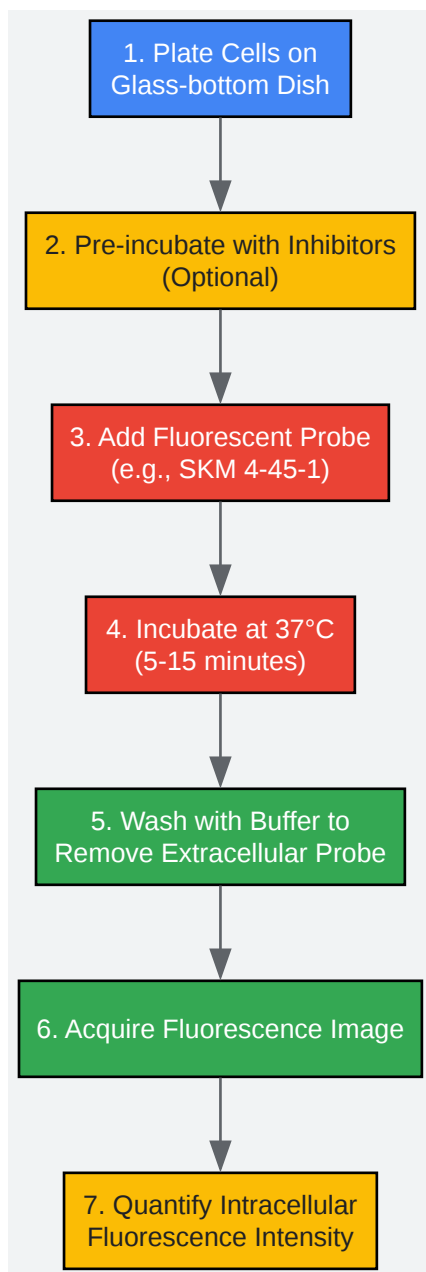 1. Plate Cells on
Glass-bottom Dish
2. Pre-incubate with Inhibitors
(Optional)
3. Add Fluorescent Probe
(e.g., SKM 4-45-1)
4. Incubate at 37°C
(5-15 minutes)
5. Wash with Buffer to
Remove Extracellular Probe
6. Acquire Fluorescence Image
7. Quantify Intracellular
Fluorescence Intensity